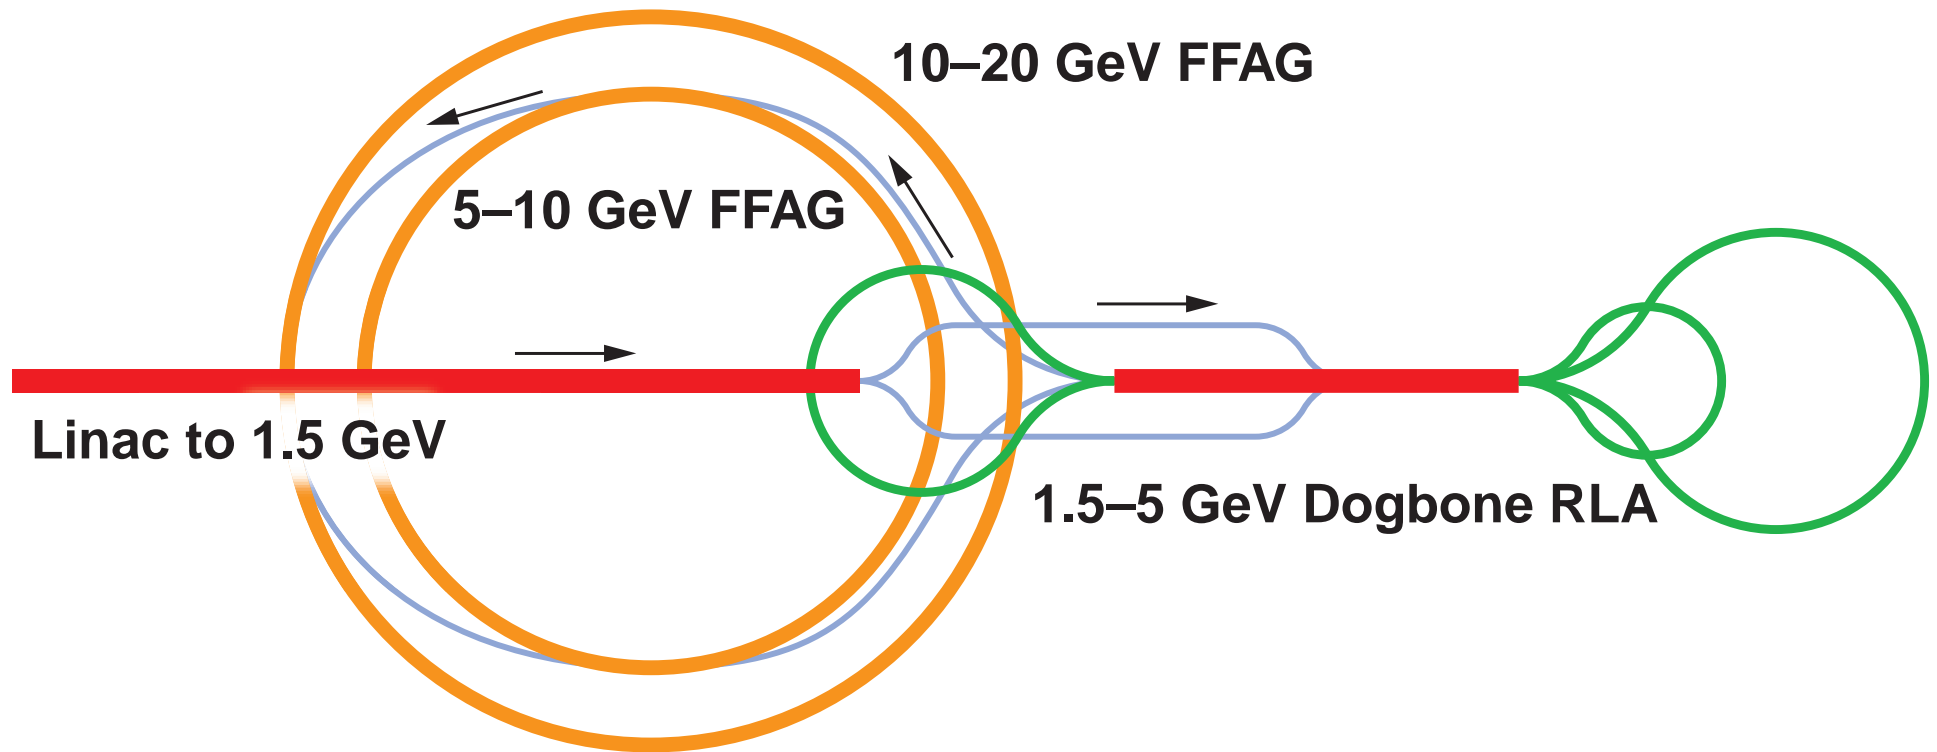 10–20 GeV FFAG
5–10 GeV FFAG
Linac to 1.5 GeV
1.5–5 GeV Dogbone RLA